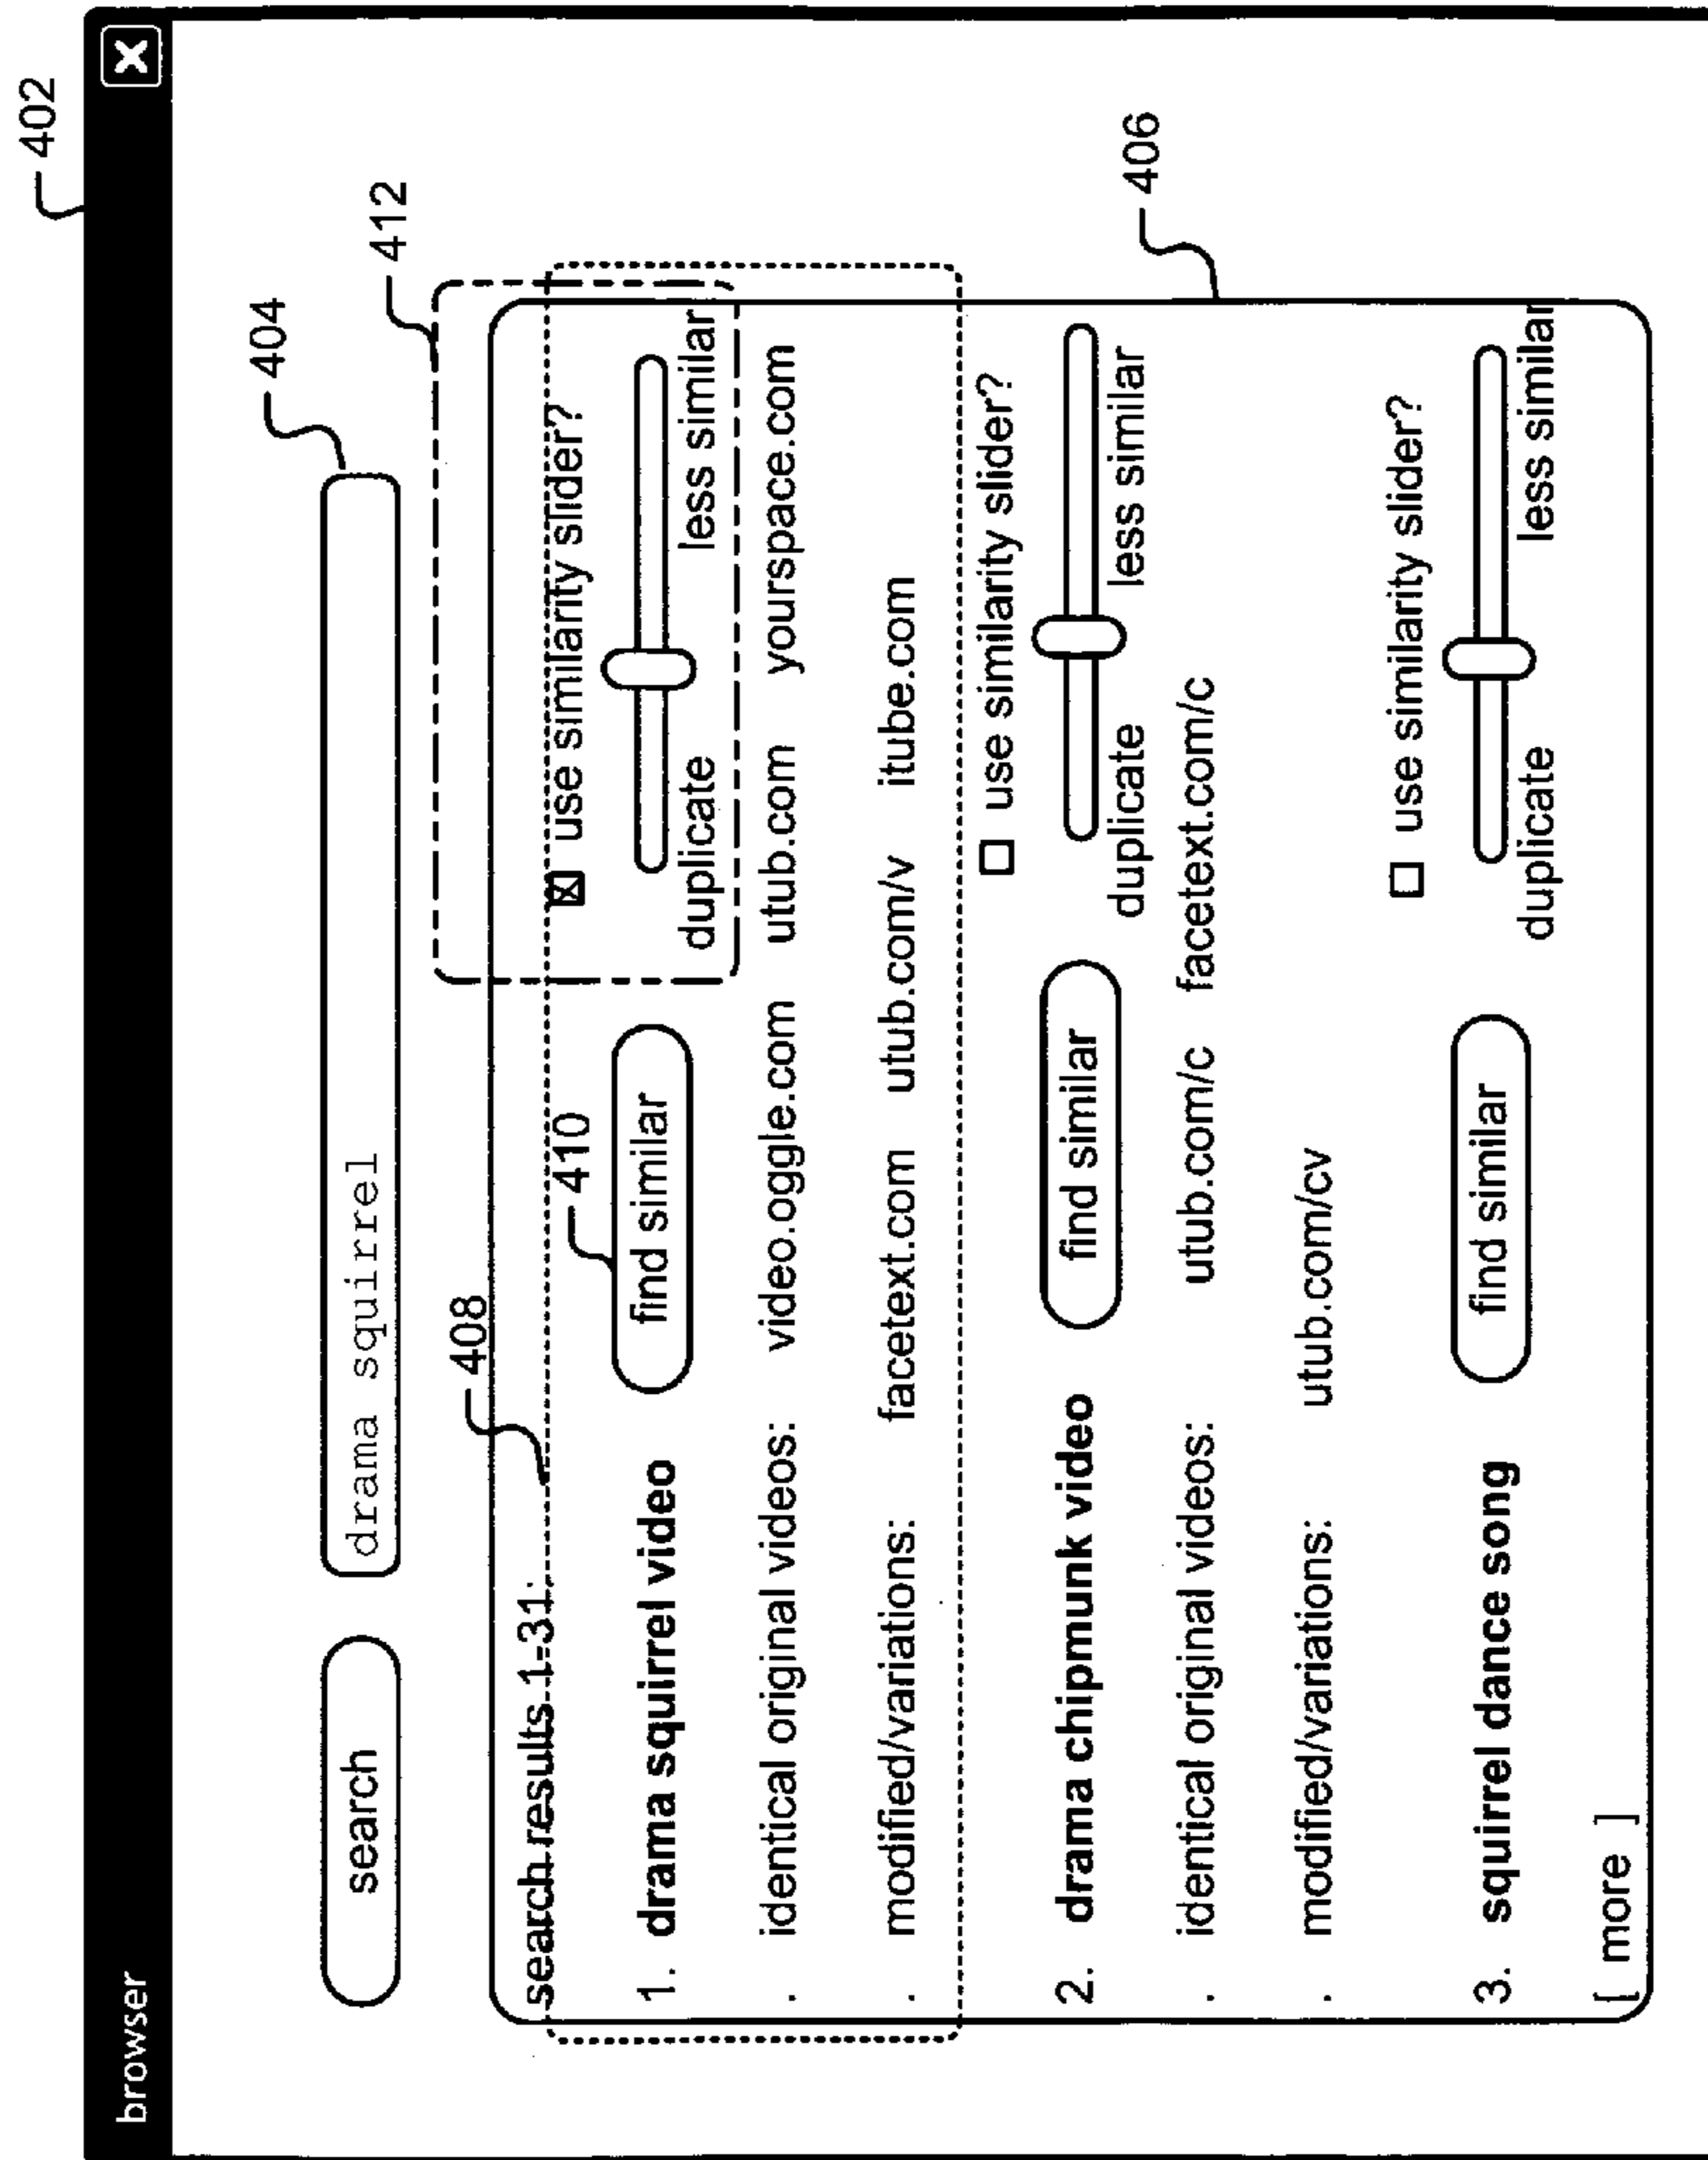 402
browser
404
search
drama squirrel
412
408
search results 1-31:
410
use similarity slider?
1. drama squirrel video find similar
duplicate less similar
. identical original videos: video.oggle.com utub.com yourspace.com
. modified/variations: facetext.com utub.com/v itube.com
use similarity slider?
2. drama chipmunk video find similar
duplicate less similar
406
. identical original videos: utub.com/c facetext.com/c
. modified/variations: utub.com/cv
use similarity slider?
3. squirrel dance song find similar
duplicate less similar
[ more ]